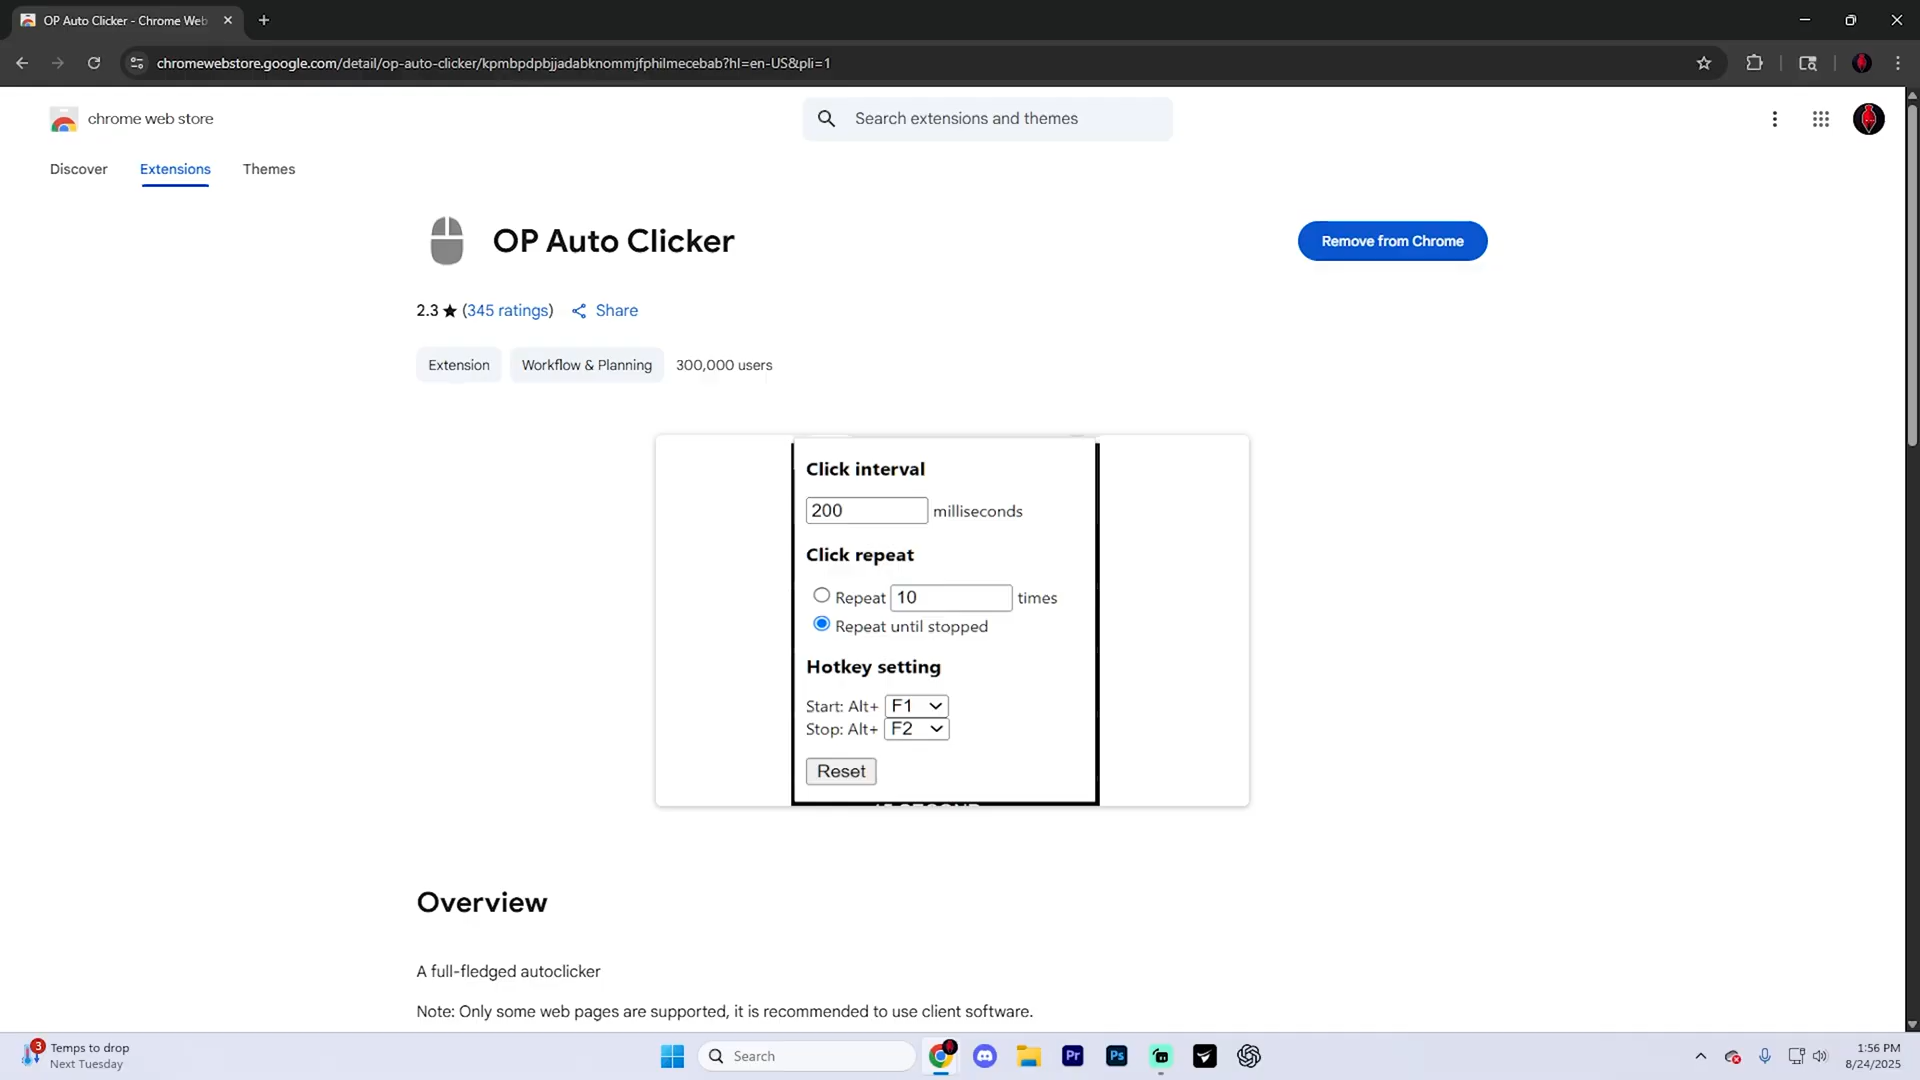 OP Auto Clicker - Chrome Web
chromewebstore.google.com/detail/op-auto-clicker/kpmbpdpbjjadabknommjfphilmecebab?hl=en-US&pli=1
chrome web store
Search extensions and themes
Discover
Extensions
Themes
OP Auto Clicker
Remove from Chrome
2.3 ★ (345 ratings)
Share
Extension
Workflow & Planning
300,000 users
Click interval
200 milliseconds
Click repeat
Repeat 10 times
Repeat until stopped
Hotkey setting
Start: Alt+ F1
Stop: Alt+ F2
Reset
Overview
A full-fledged autoclicker
Note: Only some web pages are supported, it is recommended to use client software.
3
Temps to drop
Next Tuesday
Search
Pr
Ps
1:56 PM
8/24/2025